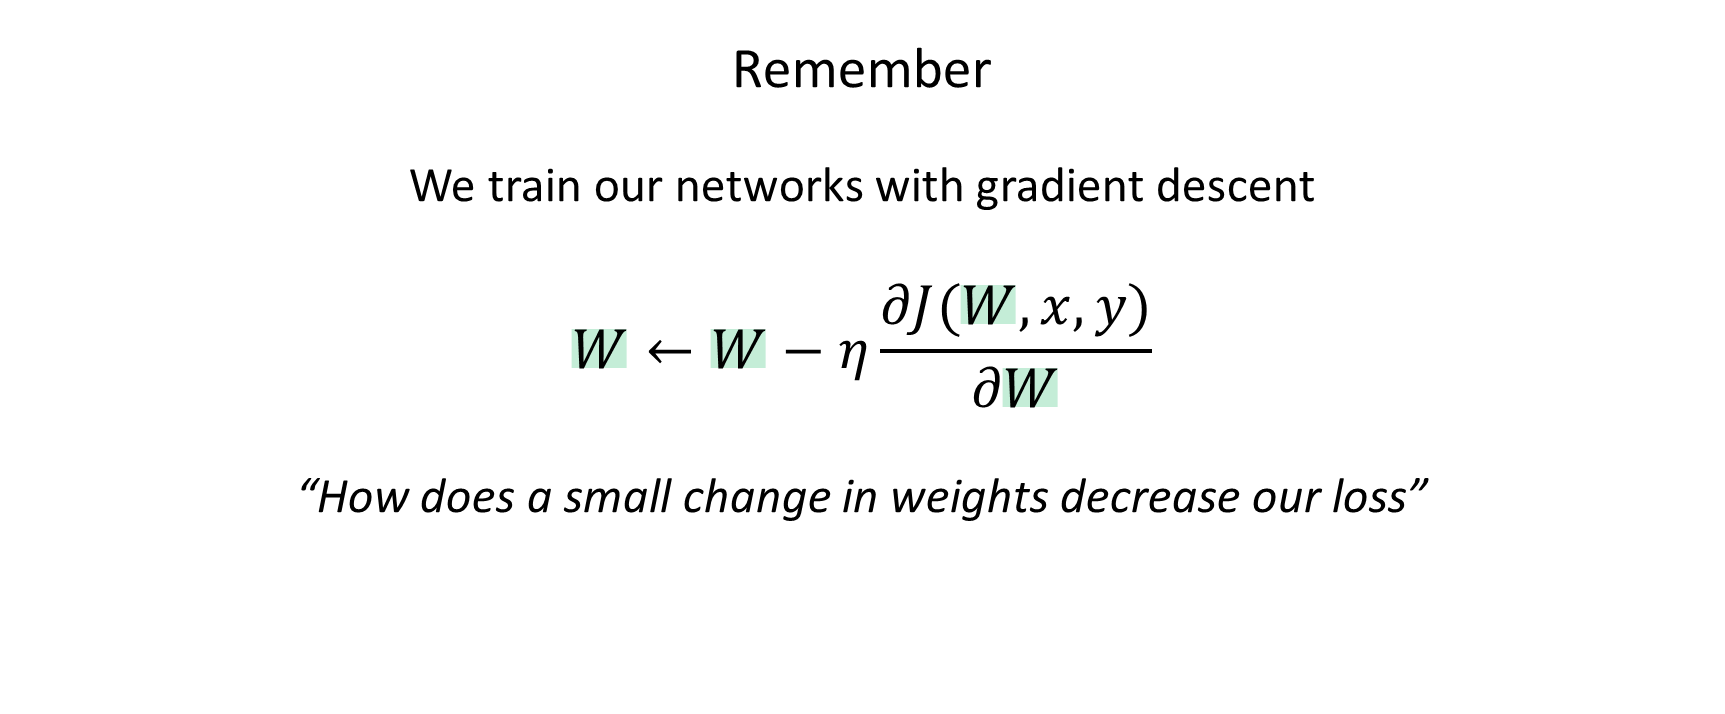 Remember
We train our networks with gradient descent
W ← W − η ∂J(W, x, y) / ∂W
“How does a small change in weights decrease our loss”